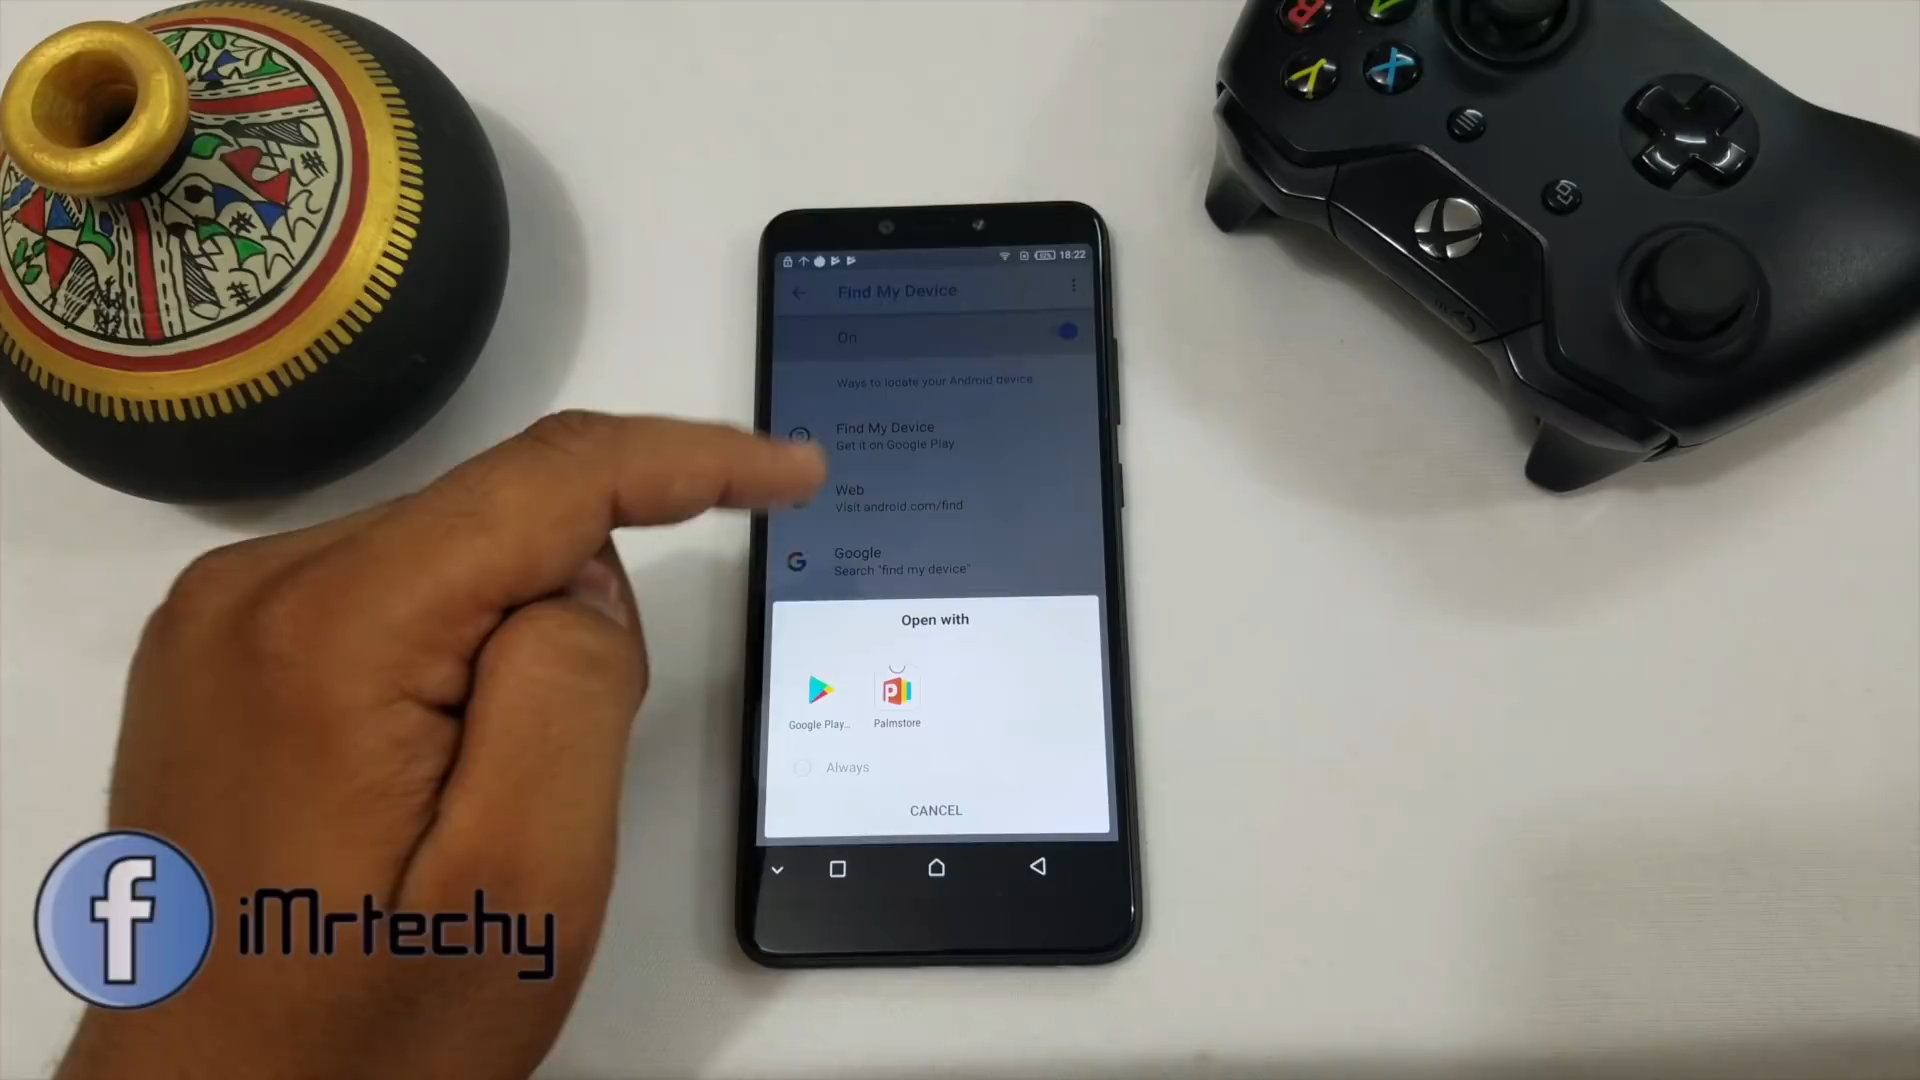 B
Y
X
18:22
Find My Device
On
Ways to locate your Android device
Find My Device
Get it on Google Play
Web
Visit android.com/find
Google
Search "find my device"
Open with
Google Play...
Palmstore
Always
CANCEL
f iMrtechy